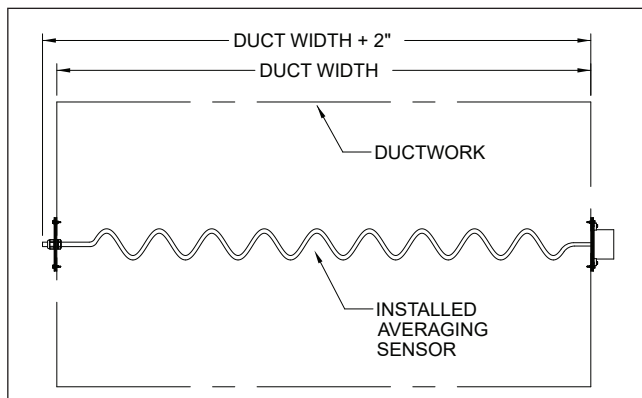 DUCT WIDTH + 2"
DUCT WIDTH
DUCTWORK
INSTALLED
AVERAGING
SENSOR